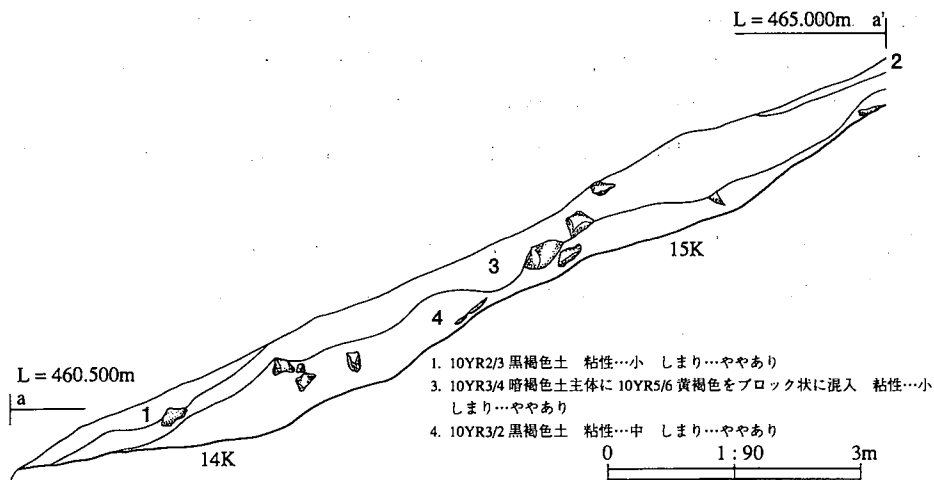 L = 465.000m a'
2
3
15K
4
L = 460.500m
a
1
14K
1. 10YR2/3 黒褐色土 粘性…小 しまり…ややあり
3. 10YR3/4 暗褐色土主体に 10YR5/6 黄褐色をブロック状に混入 粘性…小
しまり…ややあり
4. 10YR3/2 黒褐色土 粘性…中 しまり…ややあり
0 1 : 90 3m